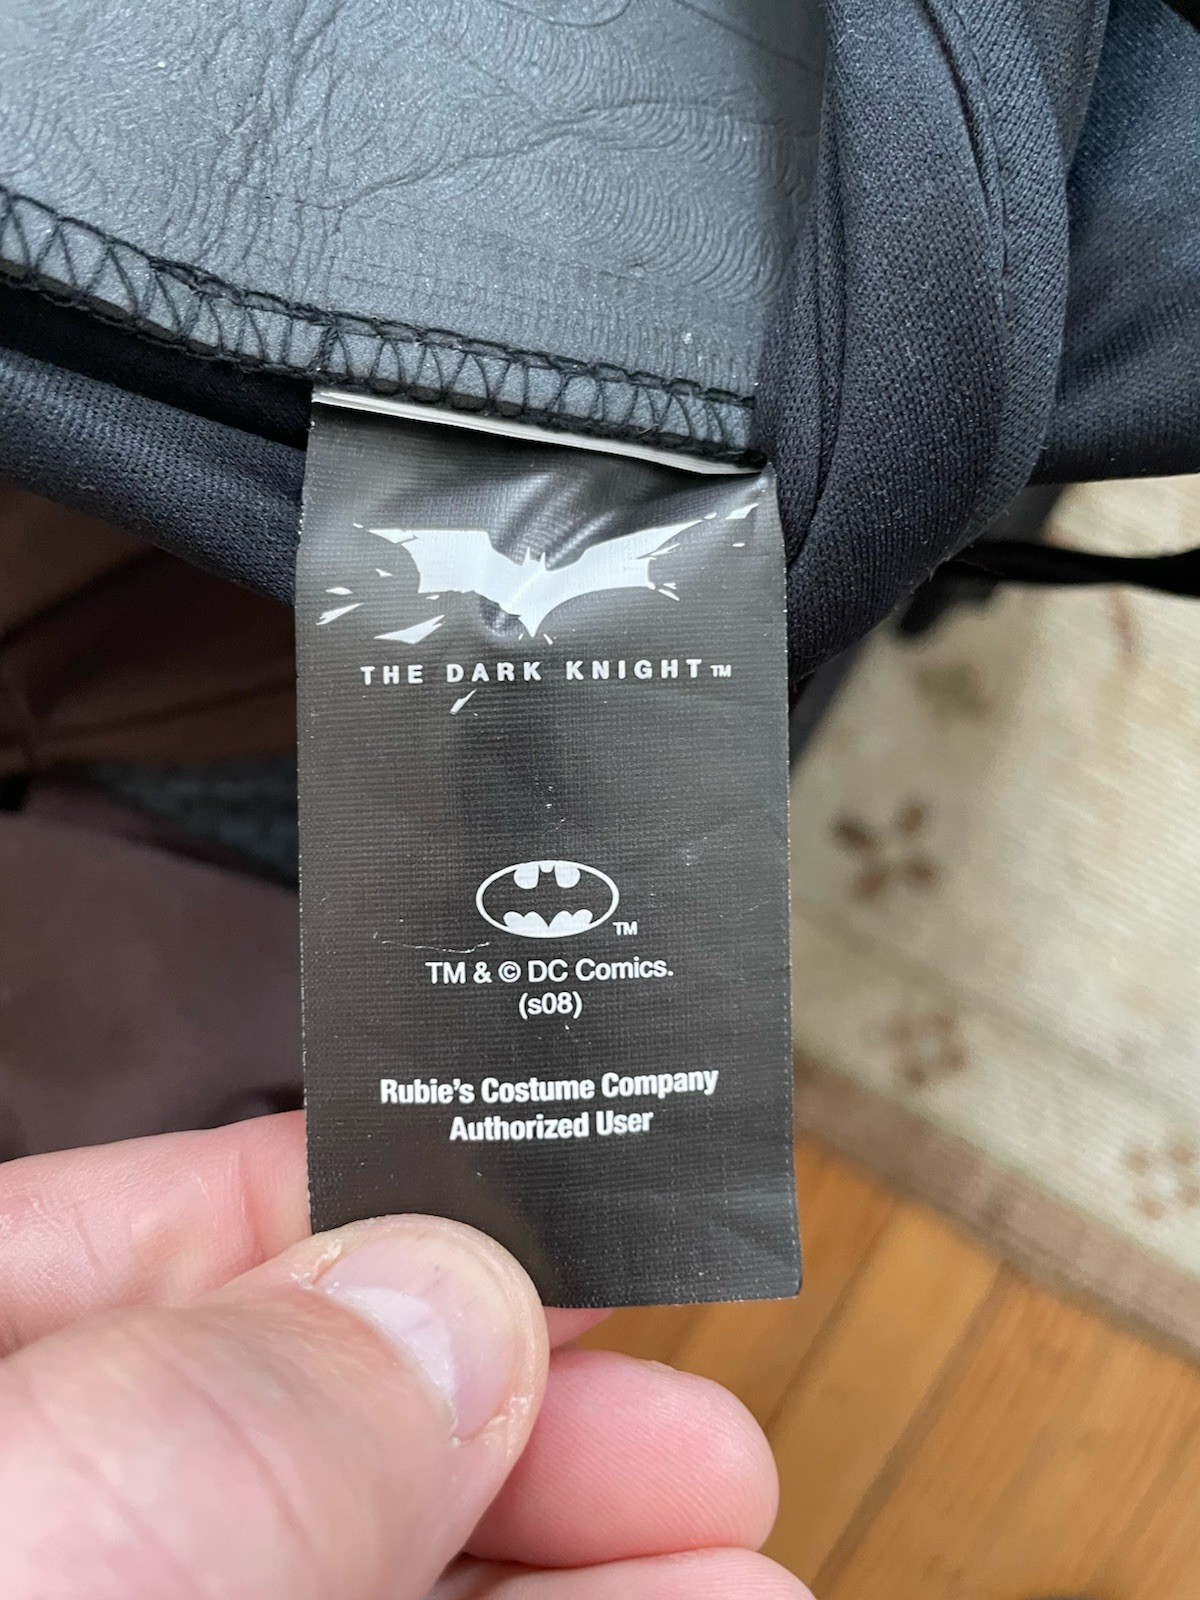 THE DARK KNIGHT™
TM
TM & © DC Comics.
(s08)
Rubie's Costume Company
Authorized User